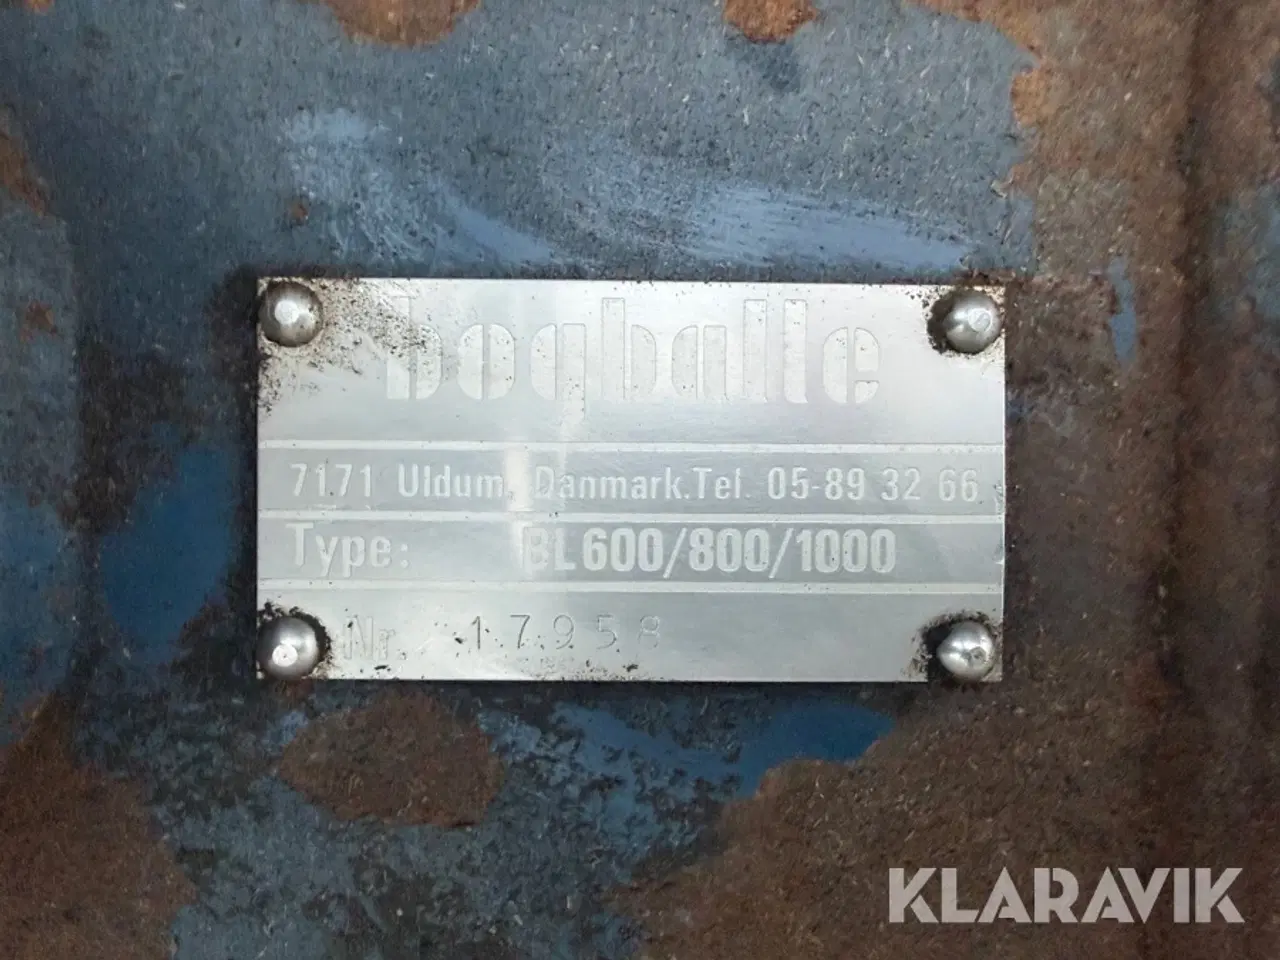 bogballe
7171 Uldum, Danmark. Tel. 05-89 32 66
Type: BL600/800/1000
Nr. 17958
KLARAVIK